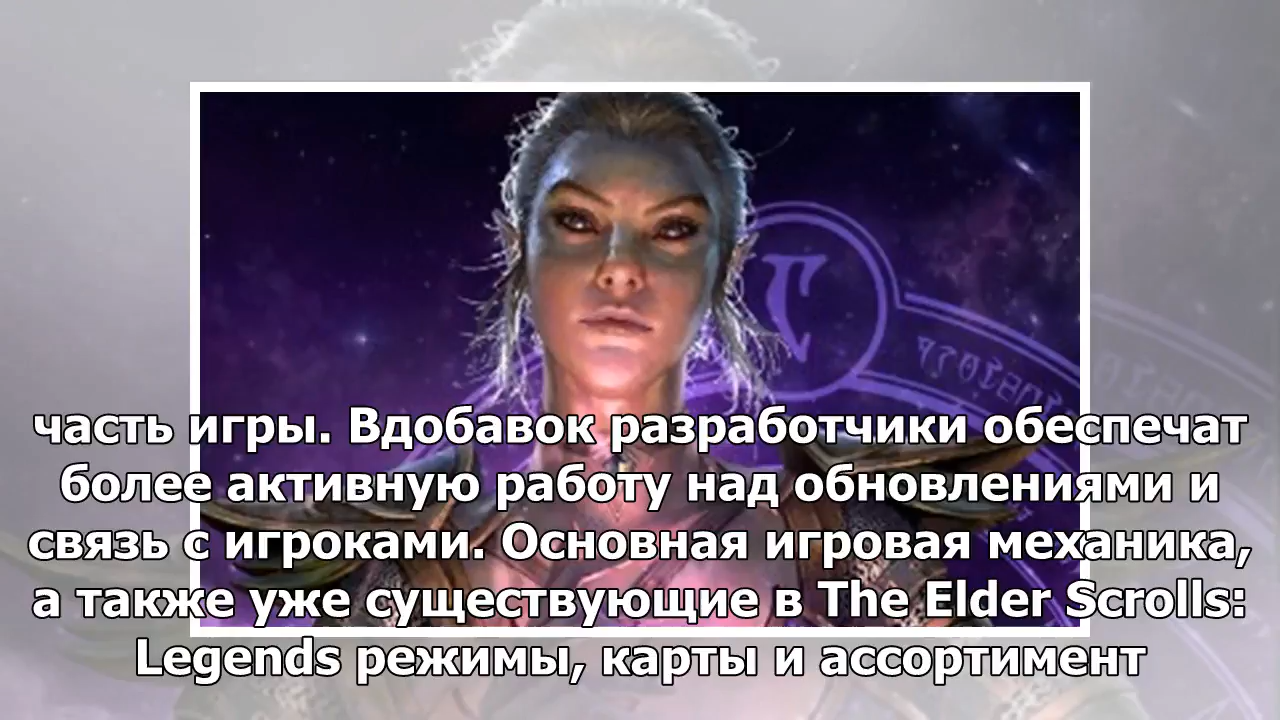 часть игры. Вдобавок разработчики обеспечат
более активную работу над обновлениями и
связь с игроками. Основная игровая механика,
а также уже существующие в The Elder Scrolls:
Legends режимы, карты и ассортимент